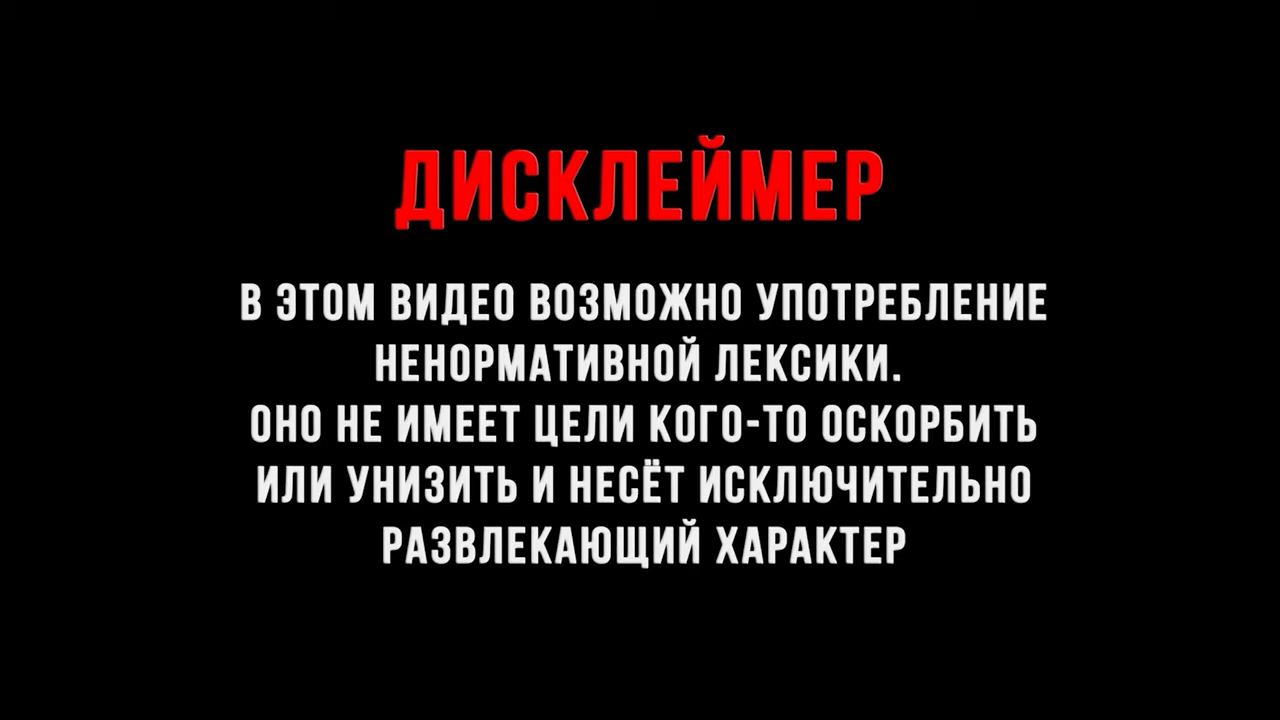 ДИСКЛЕЙМЕР
В ЭТОМ ВИДЕО ВОЗМОЖНО УПОТРЕБЛЕНИЕ
НЕНОРМАТИВНОЙ ЛЕКСИКИ.
ОНО НЕ ИМЕЕТ ЦЕЛИ КОГО-ТО ОСКОРБИТЬ
ИЛИ УНИЗИТЬ И НЕСЁТ ИСКЛЮЧИТЕЛЬНО
РАЗВЛЕКАЮЩИЙ ХАРАКТЕР